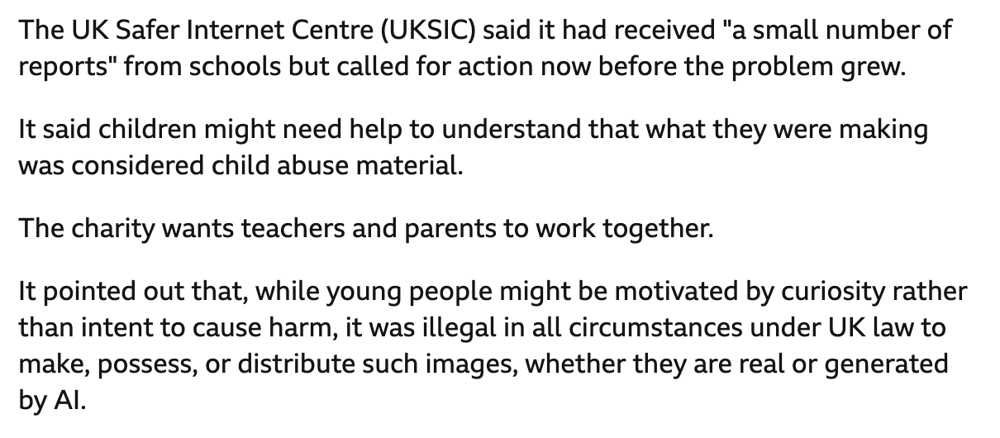 The UK Safer Internet Centre (UKSIC) said it had received "a small number of
reports" from schools but called for action now before the problem grew.
It said children might need help to understand that what they were making
was considered child abuse material.
The charity wants teachers and parents to work together.
It pointed out that, while young people might be motivated by curiosity rather
than intent to cause harm, it was illegal in all circumstances under UK law to
make, possess, or distribute such images, whether they are real or generated
by AI.